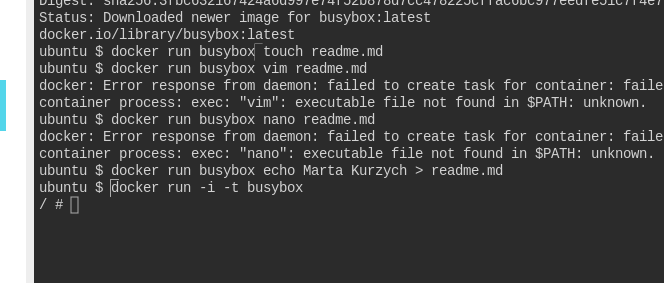 Status: Downloaded newer image for busybox:latest
docker.io/library/busybox:latest
ubuntu $ docker run busybox touch readme.md
ubuntu $ docker run busybox vim readme.md
docker: Error response from daemon: failed to create task for container: faile
container process: exec: "vim": executable file not found in $PATH: unknown.
ubuntu $ docker run busybox nano readme.md
docker: Error response from daemon: failed to create task for container: faile
container process: exec: "nano": executable file not found in $PATH: unknown.
ubuntu $ docker run busybox echo Marta Kurzych > readme.md
ubuntu $ docker run -i -t busybox
/ #